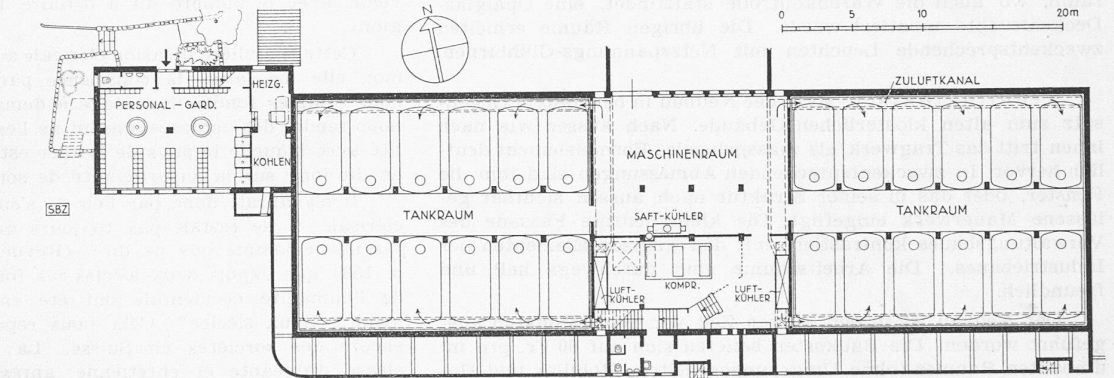 N
0
5
10
20 m
HEIZG.
ZULUFTKANAL
PERSONAL - GARD.
KOHLEN
MASCHINENRAUM
SAFT-KÜHLER
TANKRAUM
TANKRAUM
SBZ
KOMPR.
LUFT-
KÜHLER
LUFT-
KÜHLER